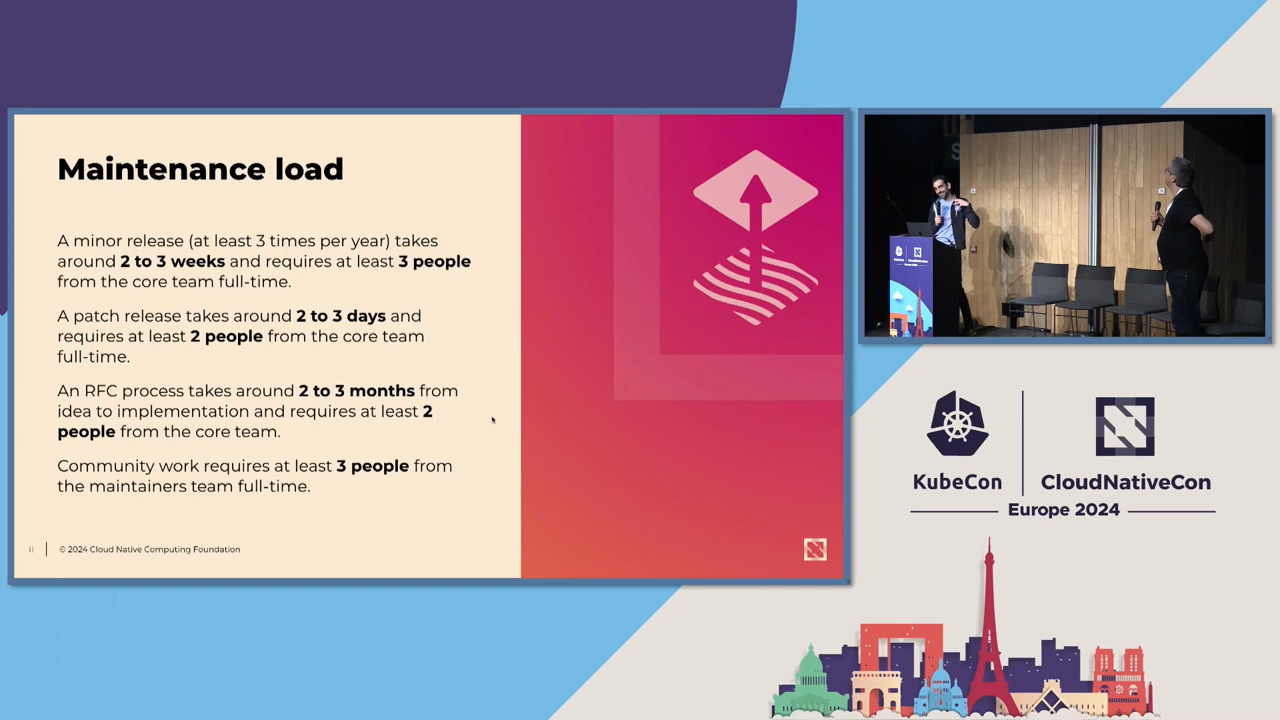 Maintenance load
A minor release (at least 3 times per year) takes
around 2 to 3 weeks and requires at least 3 people
from the core team full-time.
A patch release takes around 2 to 3 days and
requires at least 2 people from the core team
full-time.
An RFC process takes around 2 to 3 months from
idea to implementation and requires at least 2
people from the core team.
Community work requires at least 3 people from
the maintainers team full-time.
11
© 2024 Cloud Native Computing Foundation
KubeCon
CloudNativeCon
Europe 2024